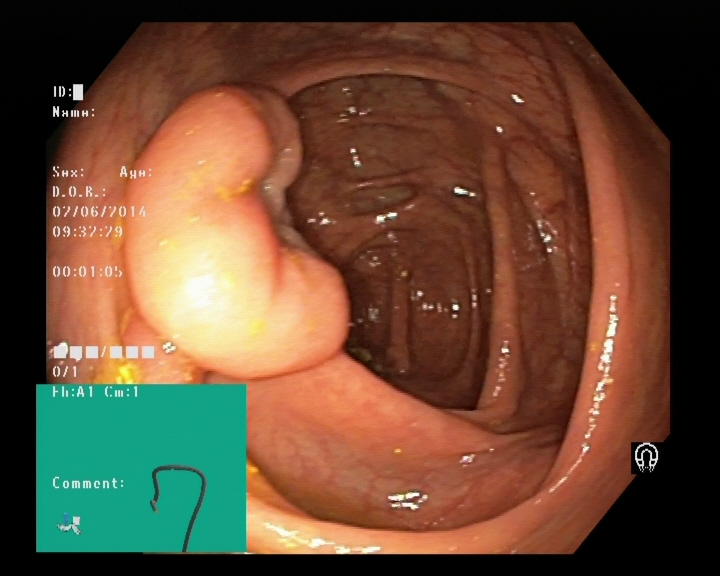 ID:
Name:
Sex: Age:
D.O.B.:
02/06/2014
09:32:29
00:01:05
0/1
Eh:A1 Cm:1
Comment: